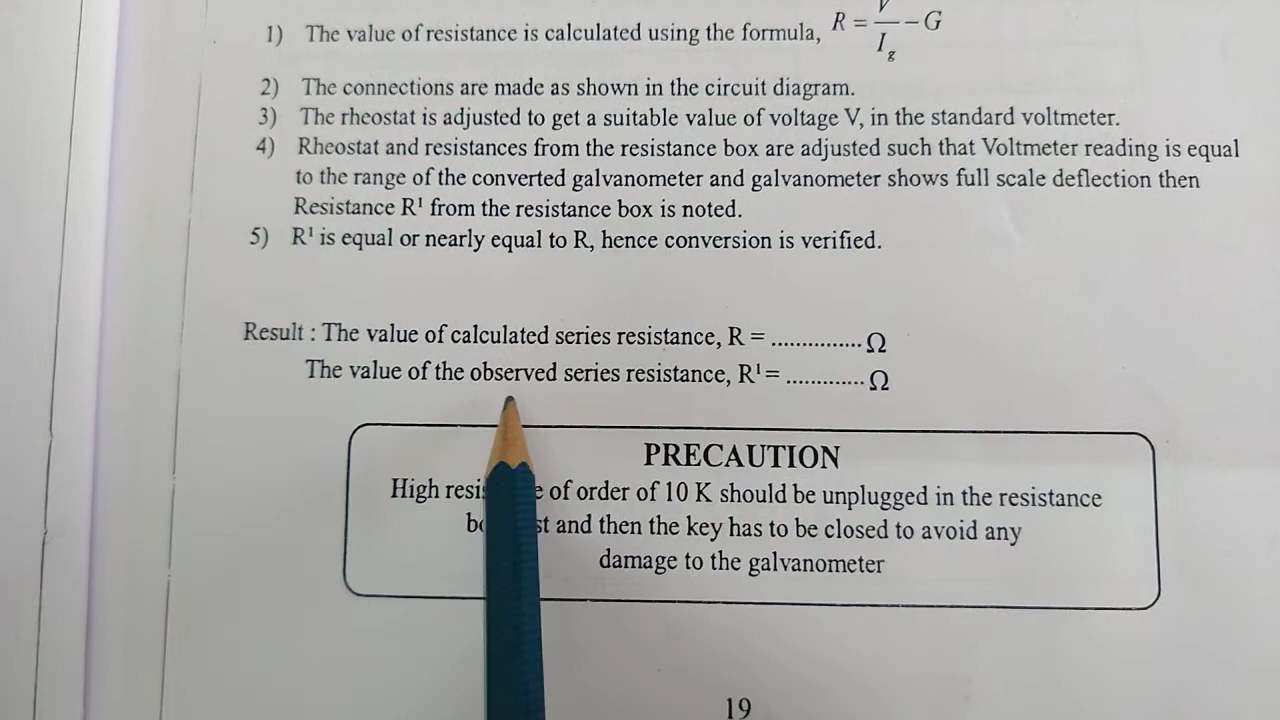 1) The value of resistance is calculated using the formula, R = V/I_g − G
2) The connections are made as shown in the circuit diagram.
3) The rheostat is adjusted to get a suitable value of voltage V, in the standard voltmeter.
4) Rheostat and resistances from the resistance box are adjusted such that Voltmeter reading is equal
to the range of the converted galvanometer and galvanometer shows full scale deflection then
Resistance R¹ from the resistance box is noted.
5) R¹ is equal or nearly equal to R, hence conversion is verified.
Result : The value of calculated series resistance, R = ............... Ω
The value of the observed series resistance, R¹ = ............. Ω
PRECAUTION
High of order of 10 K should be unplugged in the resistance
and then the key has to be closed to avoid any
damage to the galvanometer
19